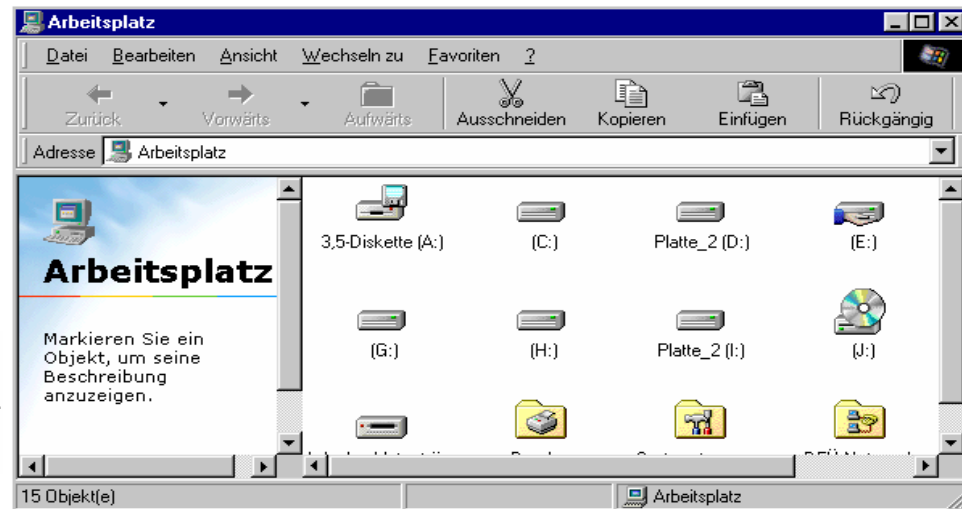 Arbeitsplatz
Datei Bearbeiten Ansicht Wechseln zu Favoriten ?
Zurück Vorwärts Aufwärts Ausschneiden Kopieren Einfügen Rückgängig
Adresse Arbeitsplatz
Arbeitsplatz
Markieren Sie ein
Objekt, um seine
Beschreibung
anzuzeigen.
3,5-Diskette (A:) (C:) Platte_2 (D:) (E:)
(G:) (H:) Platte_2 (I:) (J:)
15 Objekt(e) Arbeitsplatz